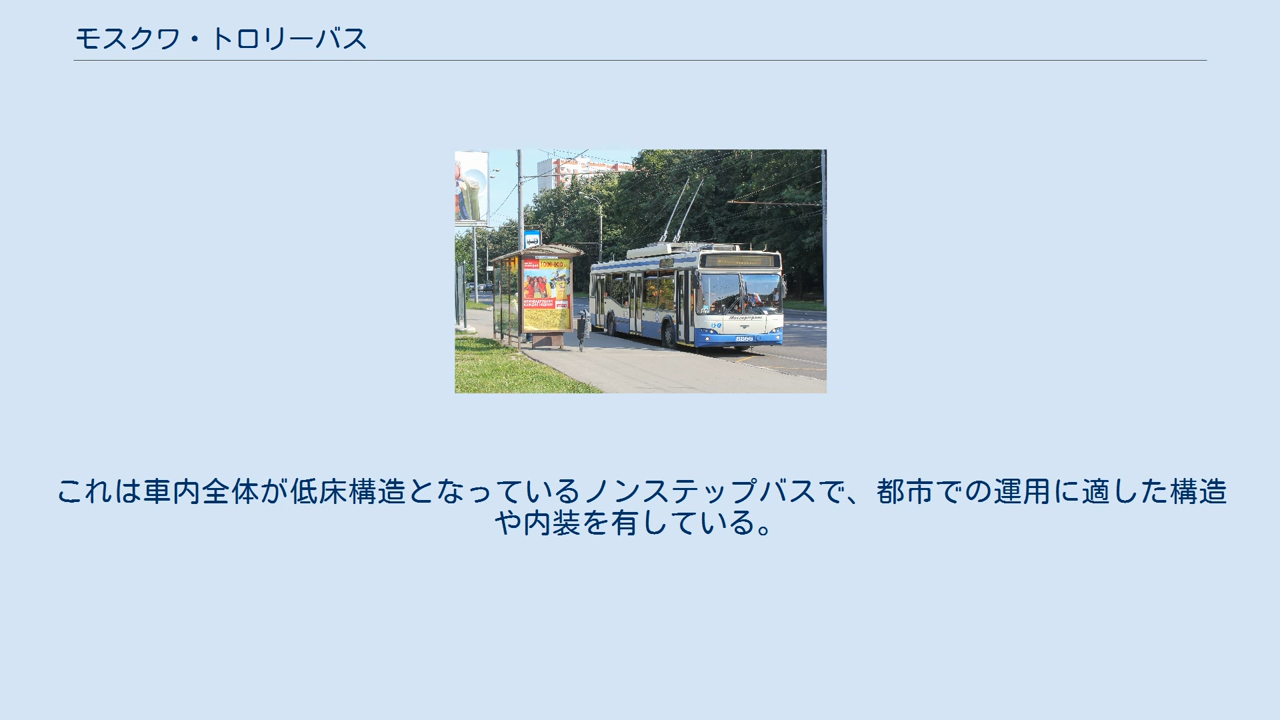 モスクワ・トロリーバス
これは車内全体が低床構造となっているノンステップバスで、都市での運用に適した構造
や内装を有している。